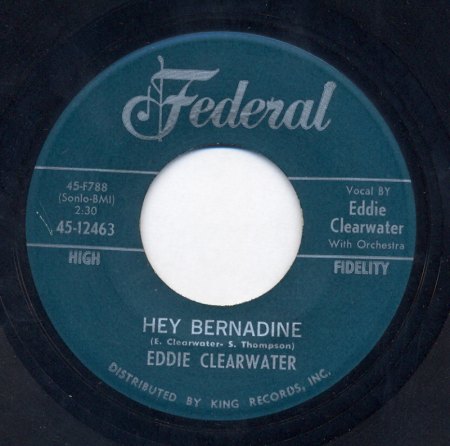 Federal
45-F788
(Sonlo-BMI)
2:30
45-12463
Vocal BY
Eddie
Clearwater
With Orchestra
HIGH
FIDELITY
HEY BERNADINE
(E. Clearwater- S. Thompson)
EDDIE CLEARWATER
DISTRIBUTED BY KING RECORDS, INC.